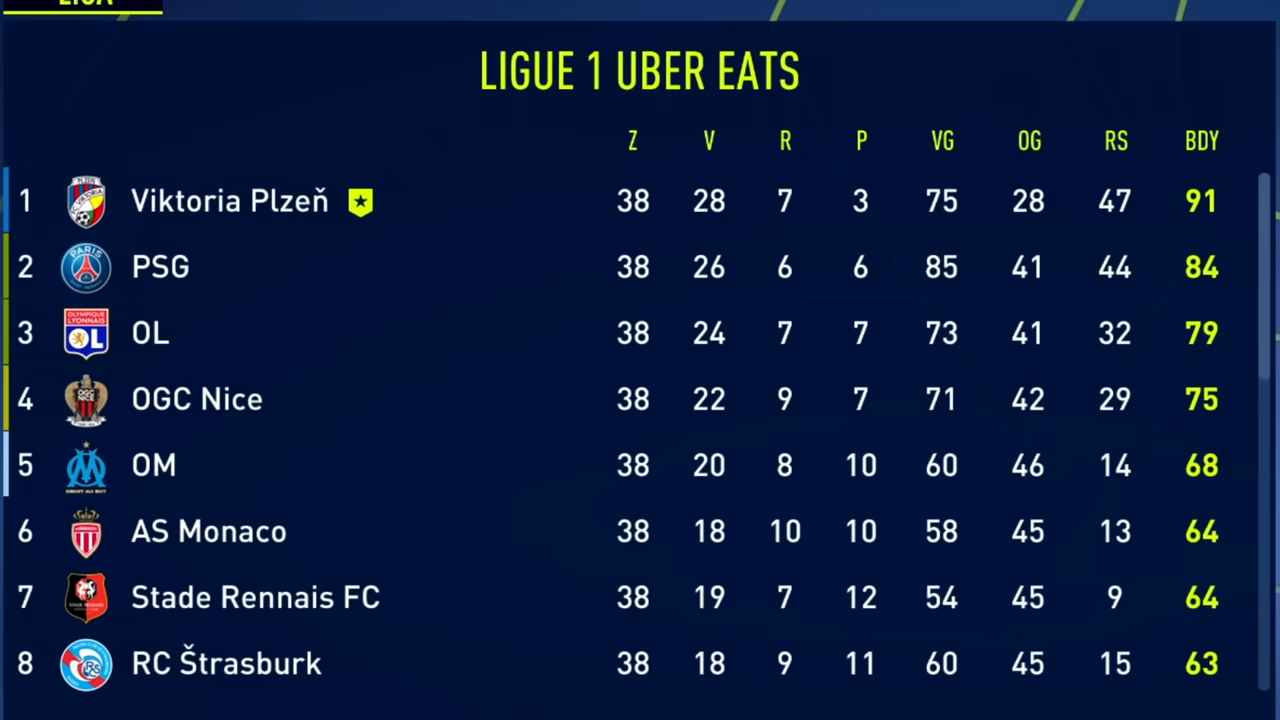 LIGA
LIGUE 1 UBER EATS
Z V R P VG OG RS BDY
1 Viktoria Plzeň 38 28 7 3 75 28 47 91
2 PSG 38 26 6 6 85 41 44 84
3 OL 38 24 7 7 73 41 32 79
4 OGC Nice 38 22 9 7 71 42 29 75
5 OM 38 20 8 10 60 46 14 68
6 AS Monaco 38 18 10 10 58 45 13 64
7 Stade Rennais FC 38 19 7 12 54 45 9 64
8 RC Štrasburk 38 18 9 11 60 45 15 63